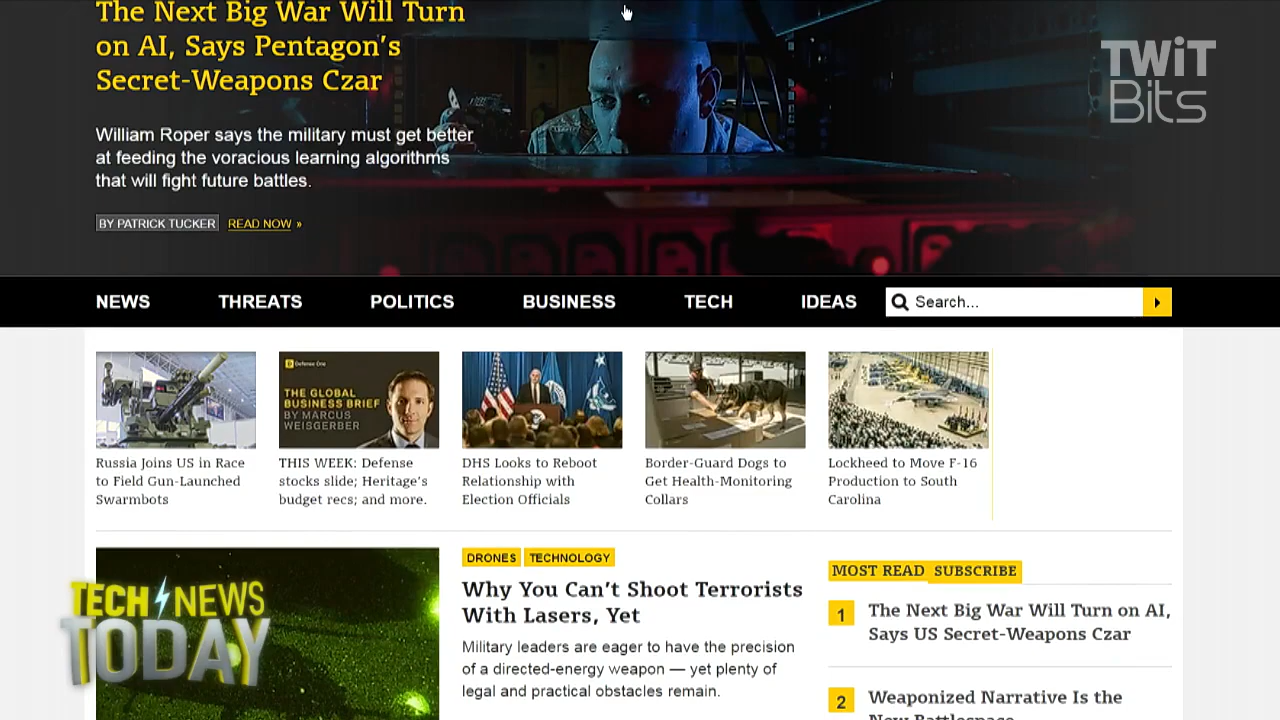 The Next Big War Will Turn
on AI, Says Pentagon's
Secret-Weapons Czar
TWiT
Bits
William Roper says the military must get better
at feeding the voracious learning algorithms
that will fight future battles.
BY PATRICK TUCKER READ NOW »
NEWS THREATS POLITICS BUSINESS TECH IDEAS Search...
Defense One
THE GLOBAL
BUSINESS BRIEF
BY MARCUS
WEISGERBER
Russia Joins US in Race
to Field Gun-Launched
Swarmbots
THIS WEEK: Defense
stocks slide; Heritage's
budget recs; and more.
DHS Looks to Reboot
Relationship with
Election Officials
Border-Guard Dogs to
Get Health-Monitoring
Collars
Lockheed to Move F-16
Production to South
Carolina
TECH NEWS
TODAY
DRONES TECHNOLOGY
Why You Can't Shoot Terrorists
With Lasers, Yet
Military leaders are eager to have the precision
of a directed-energy weapon — yet plenty of
legal and practical obstacles remain.
MOST READ SUBSCRIBE
1 The Next Big War Will Turn on AI,
Says US Secret-Weapons Czar
2 Weaponized Narrative Is the
New Battlespace